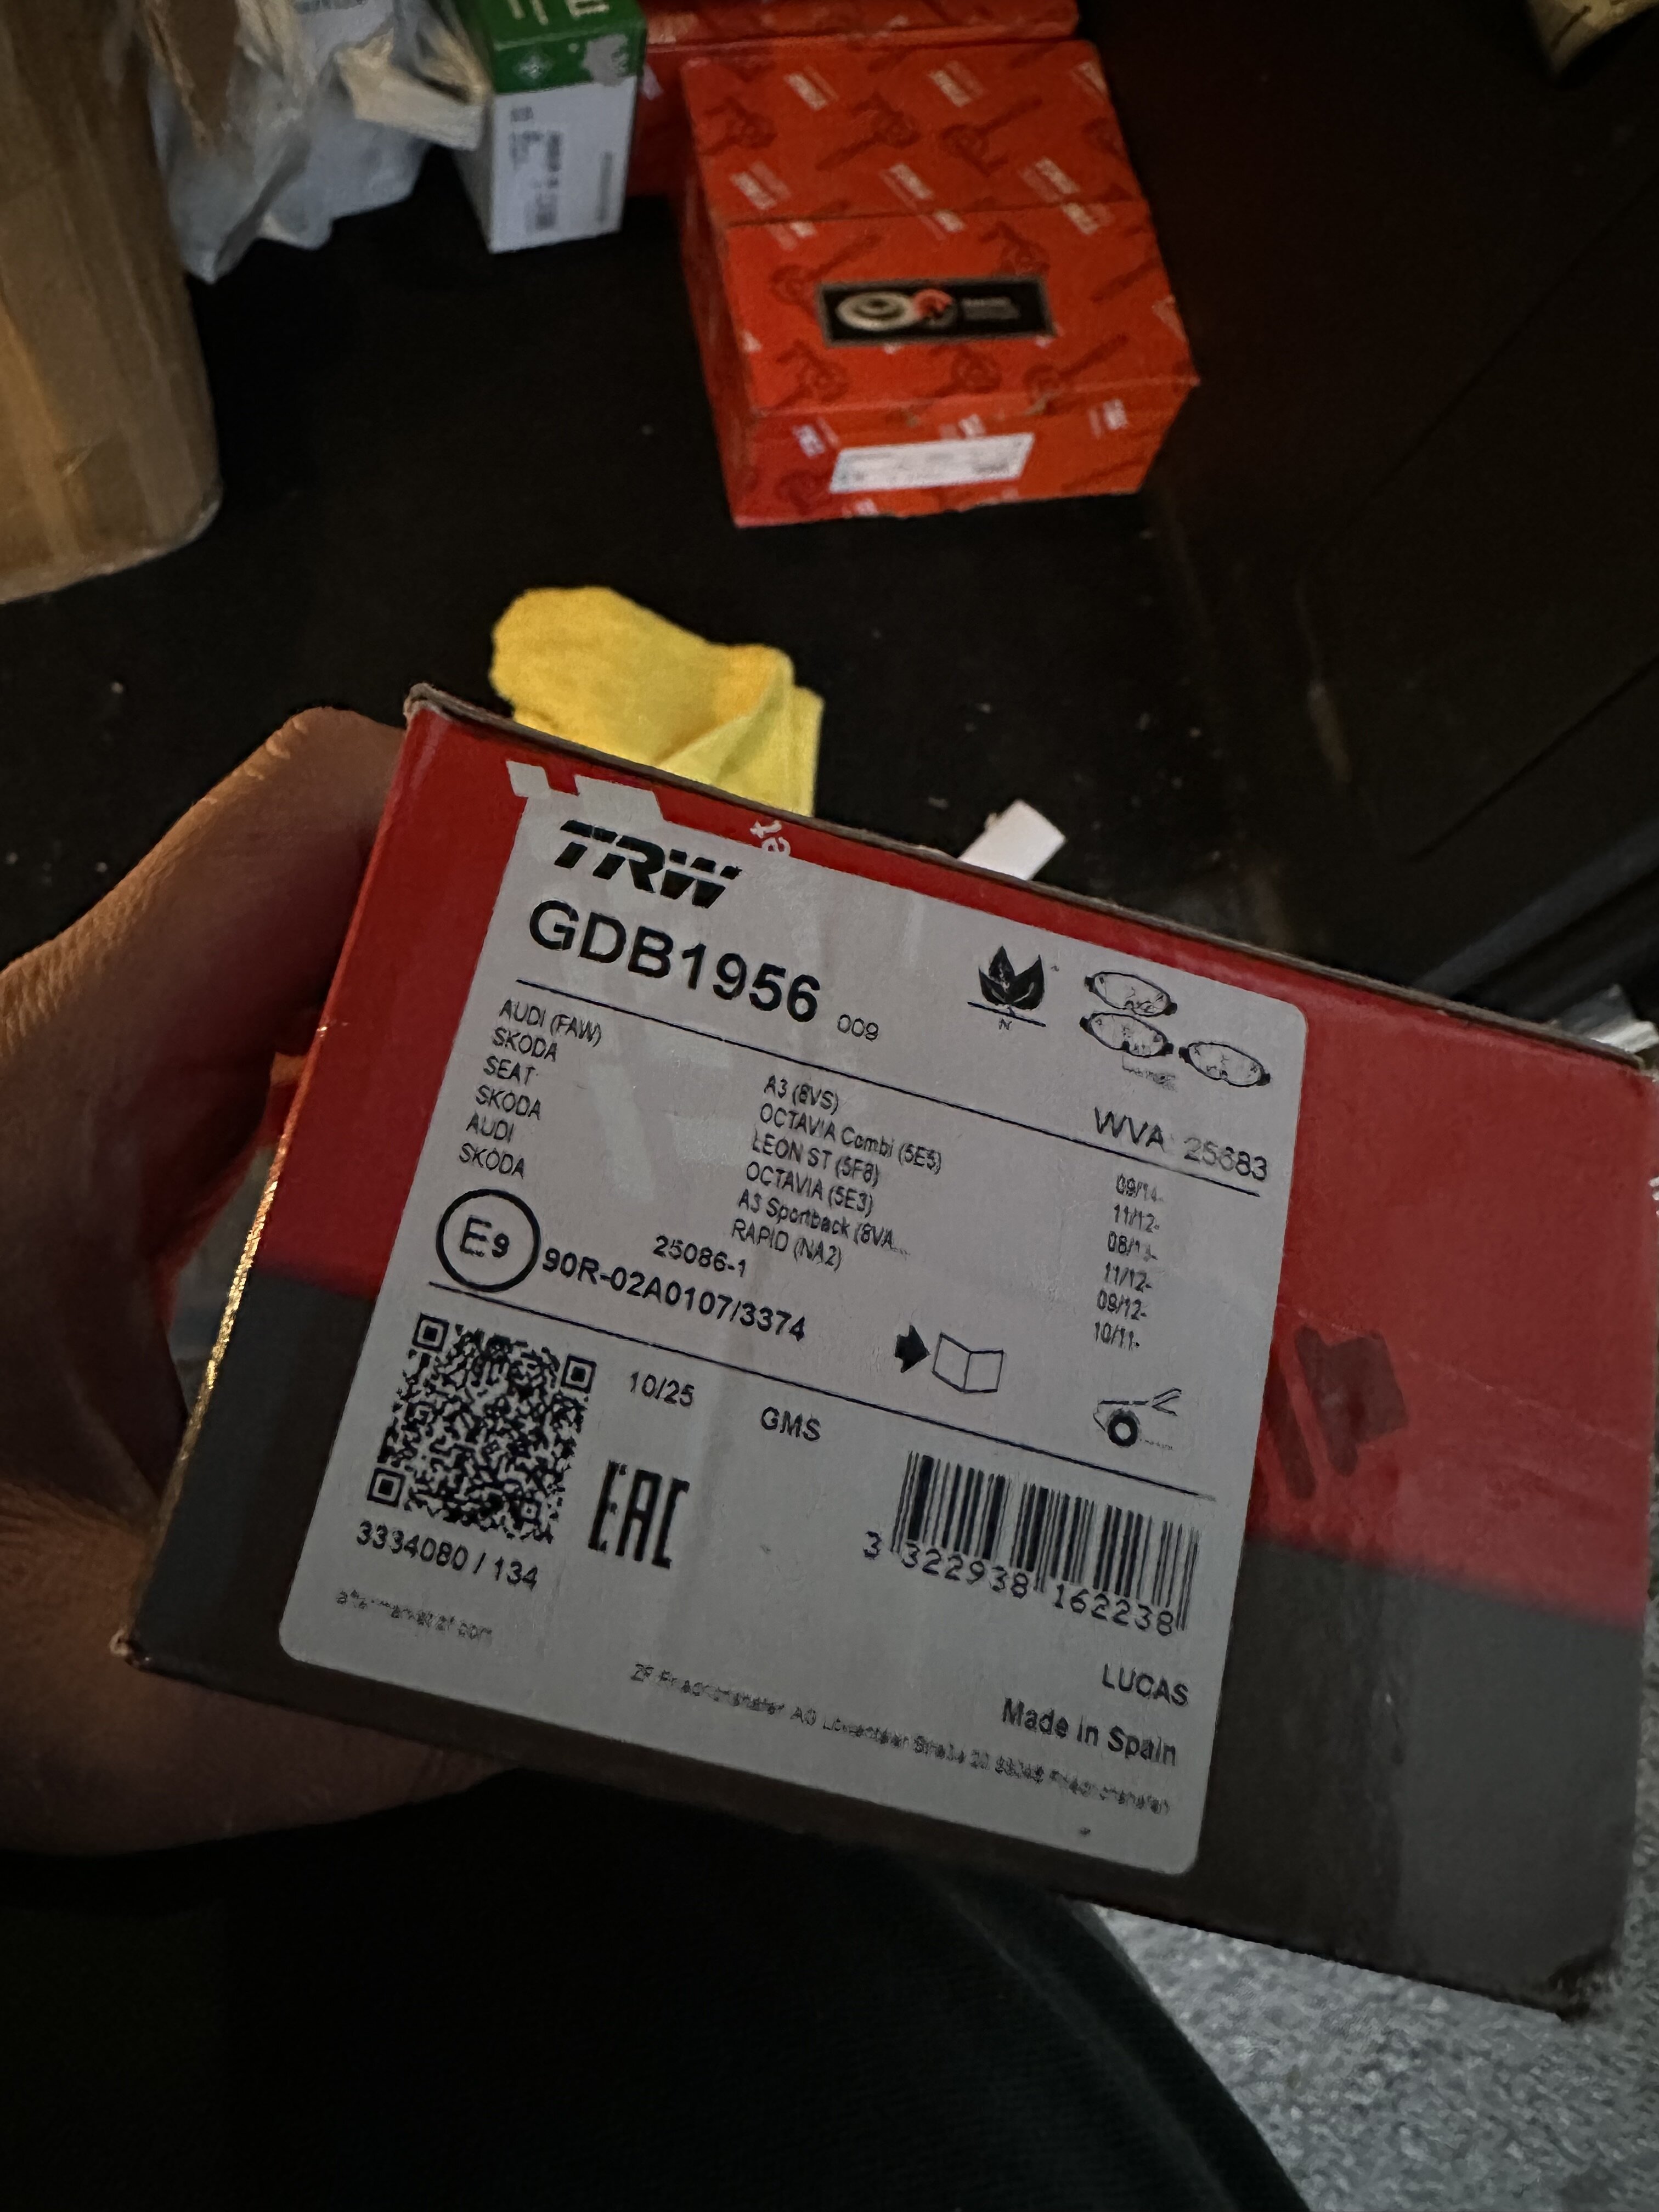 TRW
GDB1956 009
WVA 25683
AUDI (FAW) A3 (8VS) 09/14-
SKODA OCTAVIA Combi (5E5) 11/12-
SEAT LEON ST (5F8)
SKODA OCTAVIA (5E3) 11/12-
AUDI A3 Sportback (8VA... 09/12-
SKODA RAPID (NA2) 10/11-
25086-1
E9 90R-02A0107/3374
10/25 GMS
EAC
3334080 / 134
3 322938 162238
LUCAS
Made in Spain